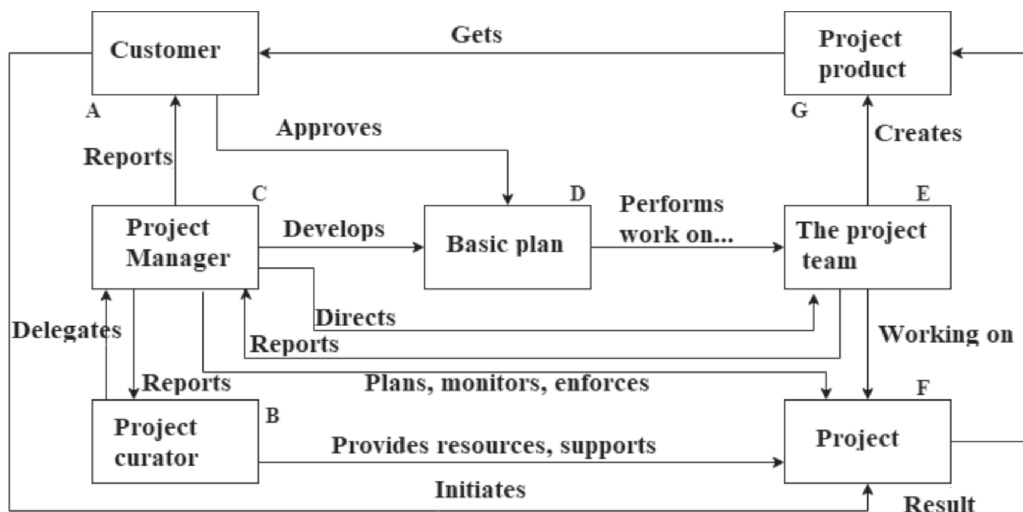 Customer
Gets
Project
product
A
G
Approves
Creates
Reports
C
D
E
Project
Manager
Develops
Basic plan
Performs
work on...
The project
team
Directs
Delegates
Reports
Working on
Reports
Plans, monitors, enforces
B
F
Project
curator
Provides resources, supports
Project
Initiates
Result